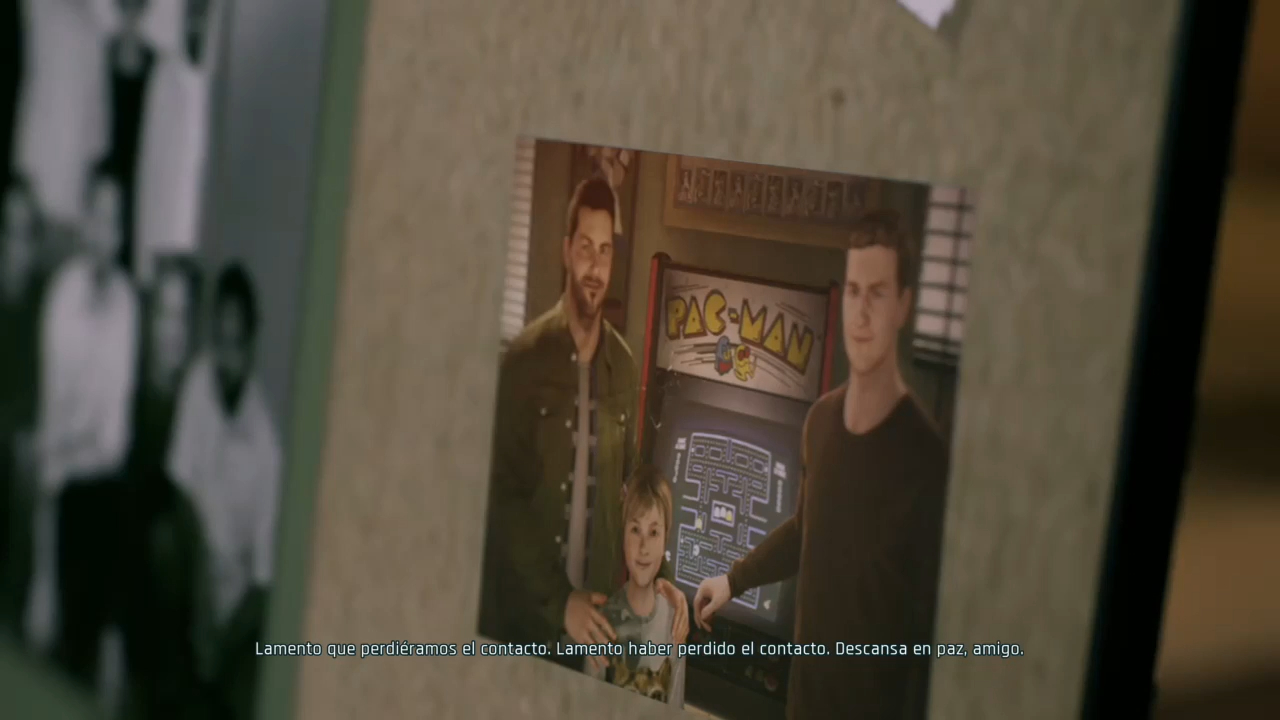 PAC-MAN
Lamento que perdiéramos el contacto. Lamento haber perdido el contacto. Descansa en paz, amigo.